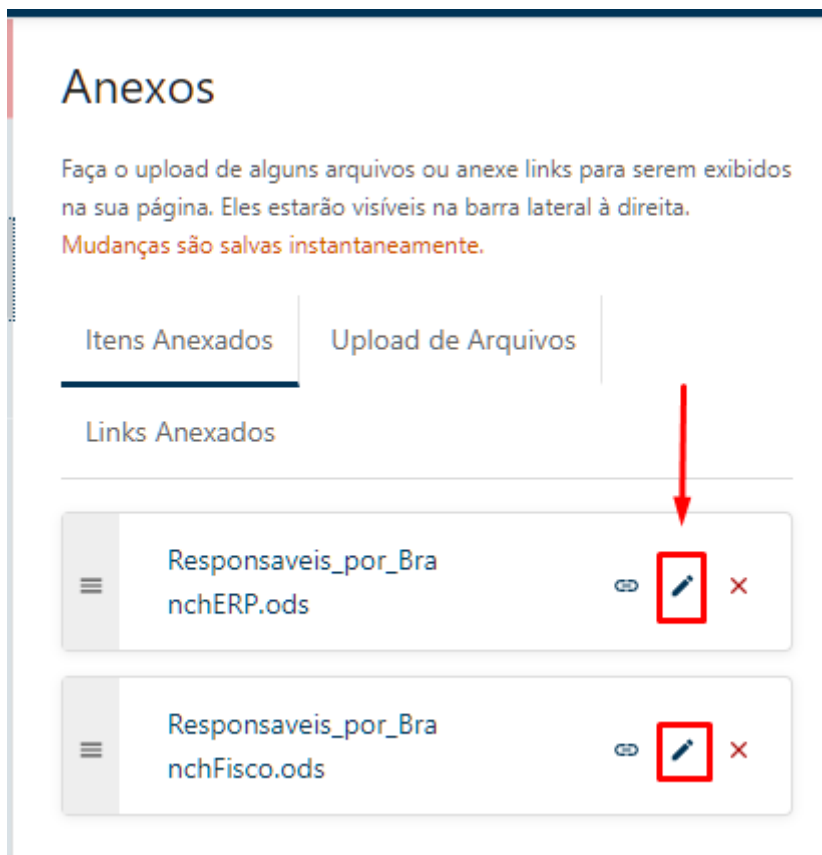 Anexos
Faça o upload de alguns arquivos ou anexe links para serem exibidos
na sua página. Eles estarão visíveis na barra lateral à direita.
Mudanças são salvas instantaneamente.
Itens Anexados
Upload de Arquivos
Links Anexados
Responsaveis_por_Bra
nchERP.ods
Responsaveis_por_Bra
nchFisco.ods